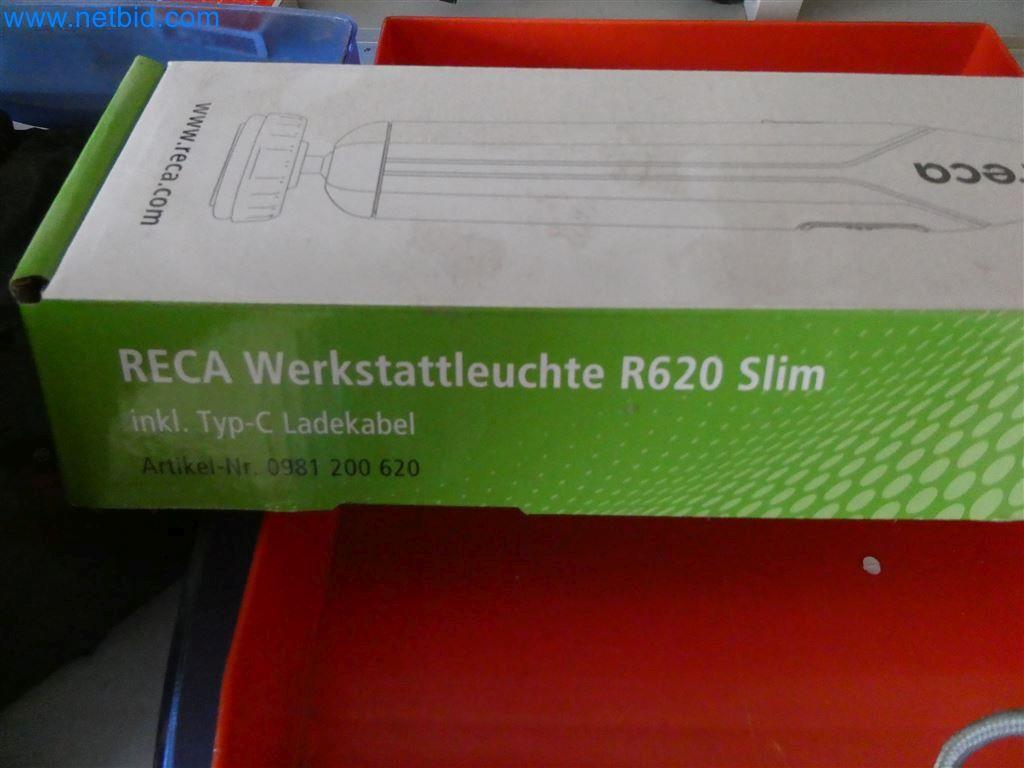 www.netbid.com
www.reca.com
reca
RECA Werkstattleuchte R620 Slim
inkl. Typ-C Ladekabel
Artikel-Nr. 0981 200 620